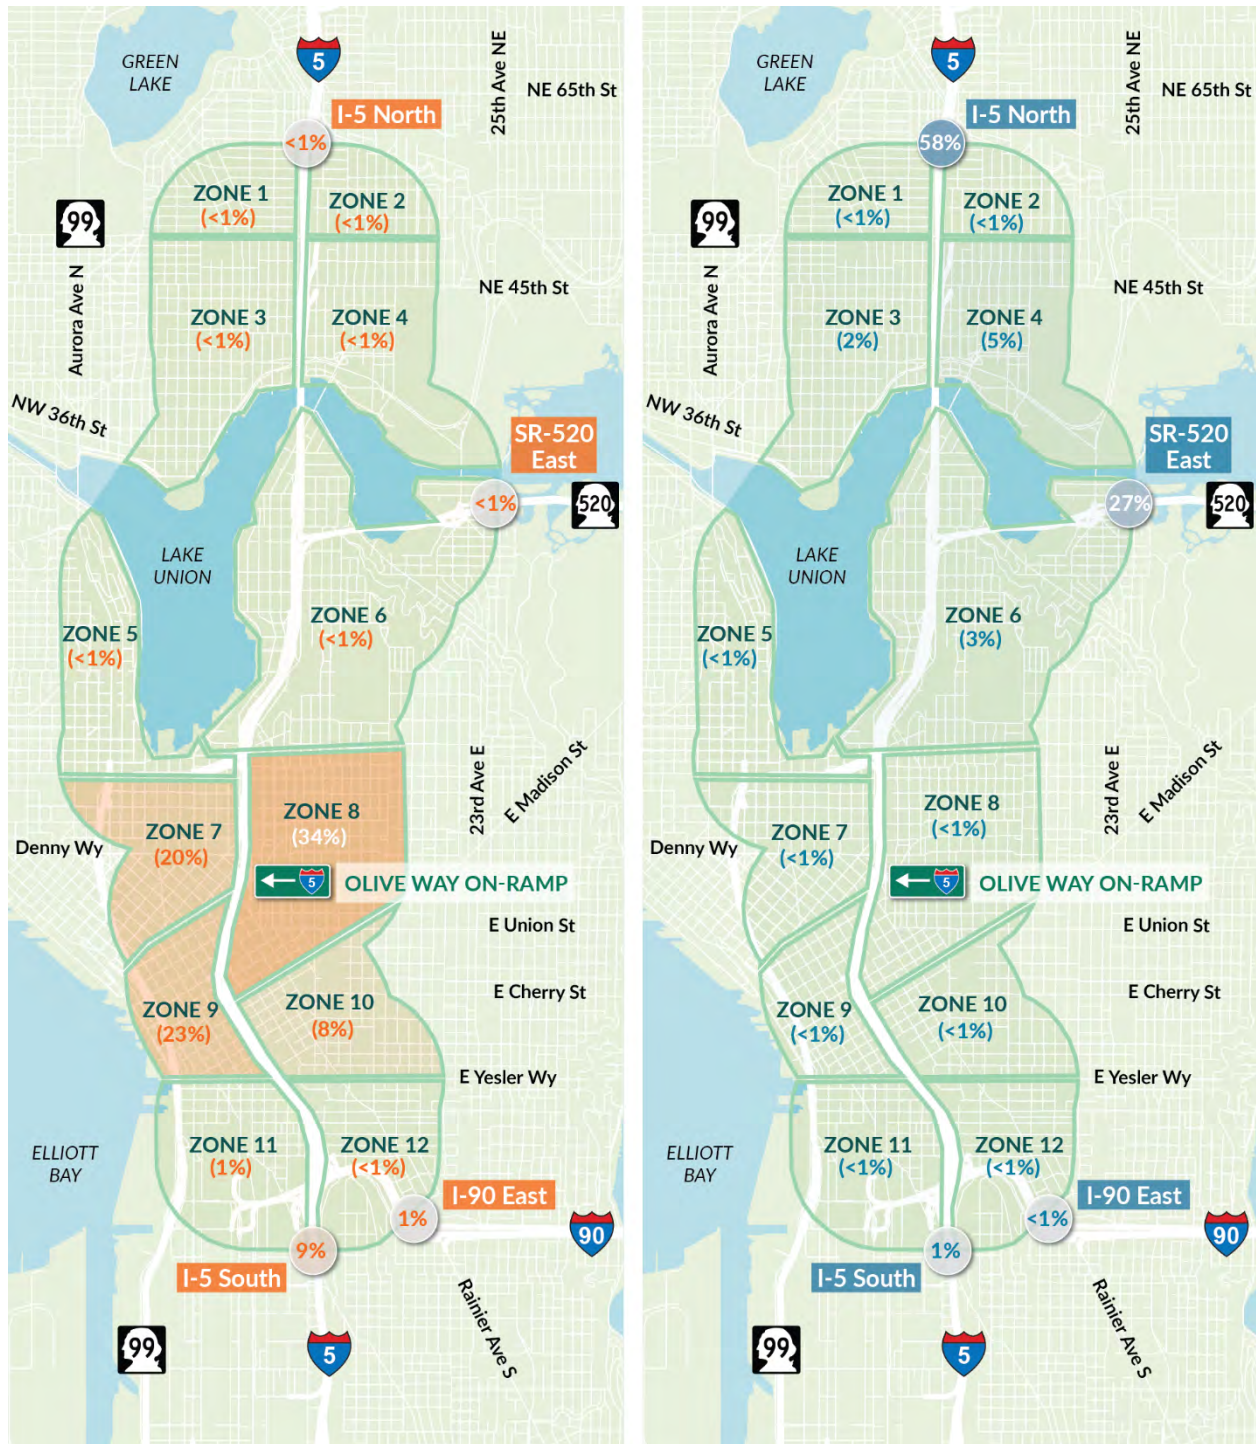 GREEN
LAKE
5
25th Ave NE
NE 65th St
I-5 North
<1%
ZONE 1
(<1%)
ZONE 2
(<1%)
99
Aurora Ave N
NE 45th St
ZONE 3
(<1%)
ZONE 4
(<1%)
NW 36th St
SR-520
East
<1%
520
LAKE
UNION
ZONE 5
(<1%)
ZONE 6
(<1%)
23rd Ave E
E Madison St
ZONE 7
(20%)
ZONE 8
(34%)
Denny Wy
5
OLIVE WAY ON-RAMP
E Union St
ZONE 9
(23%)
ZONE 10
(8%)
E Cherry St
E Yesler Wy
ELLIOTT
BAY
ZONE 11
(1%)
ZONE 12
(<1%)
I-90 East
1%
90
9%
I-5 South
Rainier Ave S
99
5
GREEN
LAKE
5
25th Ave NE
NE 65th St
I-5 North
58%
ZONE 1
(<1%)
ZONE 2
(<1%)
99
Aurora Ave N
NE 45th St
ZONE 3
(2%)
ZONE 4
(5%)
NW 36th St
SR-520
East
27%
520
LAKE
UNION
ZONE 5
(<1%)
ZONE 6
(3%)
23rd Ave E
E Madison St
ZONE 7
(<1%)
ZONE 8
(<1%)
Denny Wy
5
OLIVE WAY ON-RAMP
E Union St
ZONE 9
(<1%)
ZONE 10
(<1%)
E Cherry St
E Yesler Wy
ELLIOTT
BAY
ZONE 11
(<1%)
ZONE 12
(<1%)
I-90 East
<1%
90
1%
I-5 South
Rainier Ave S
99
5